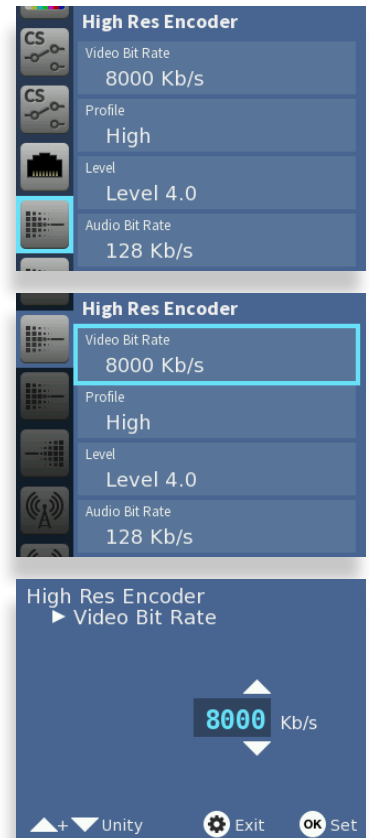 High Res Encoder
CS
Video Bit Rate
8000 Kb/s
CS
Profile
High
Level
Level 4.0
Audio Bit Rate
128 Kb/s
High Res Encoder
Video Bit Rate
8000 Kb/s
Profile
High
Level
Level 4.0
Audio Bit Rate
128 Kb/s
High Res Encoder
Video Bit Rate
8000 Kb/s
+ Unity
Exit
OK Set